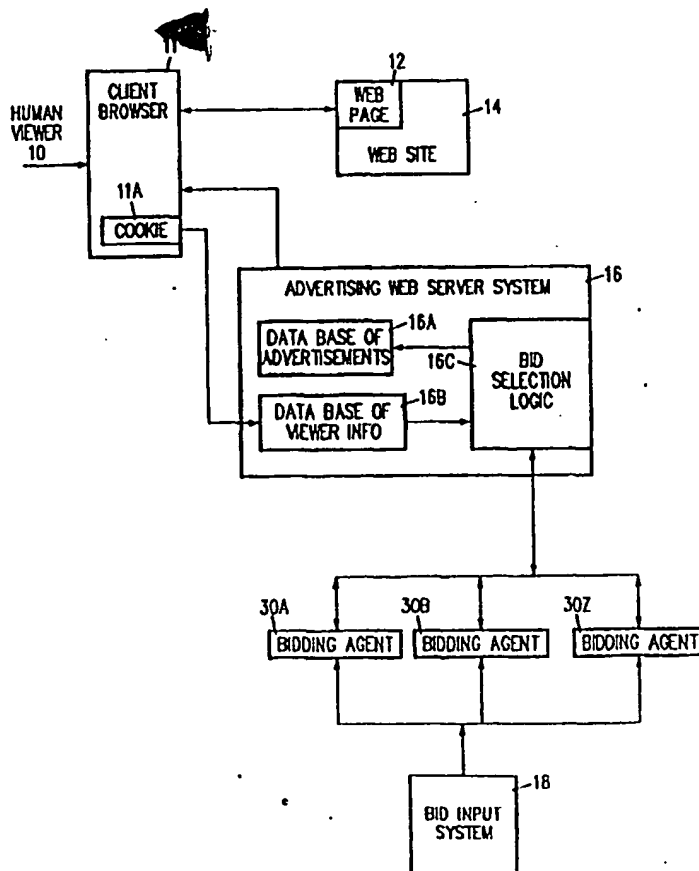 CLIENT
BROWSER
HUMAN
VIEWER
10
11A
COOKIE
12
WEB
PAGE
14
WEB SITE
16
ADVERTISING WEB SERVER SYSTEM
16A
DATA BASE OF
ADVERTISEMENTS
16C
BID
SELECTION
LOGIC
16B
DATA BASE OF
VIEWER INFO
30A
BIDDING AGENT
30B
BIDDING AGENT
30Z
BIDDING AGENT
18
BID INPUT
SYSTEM